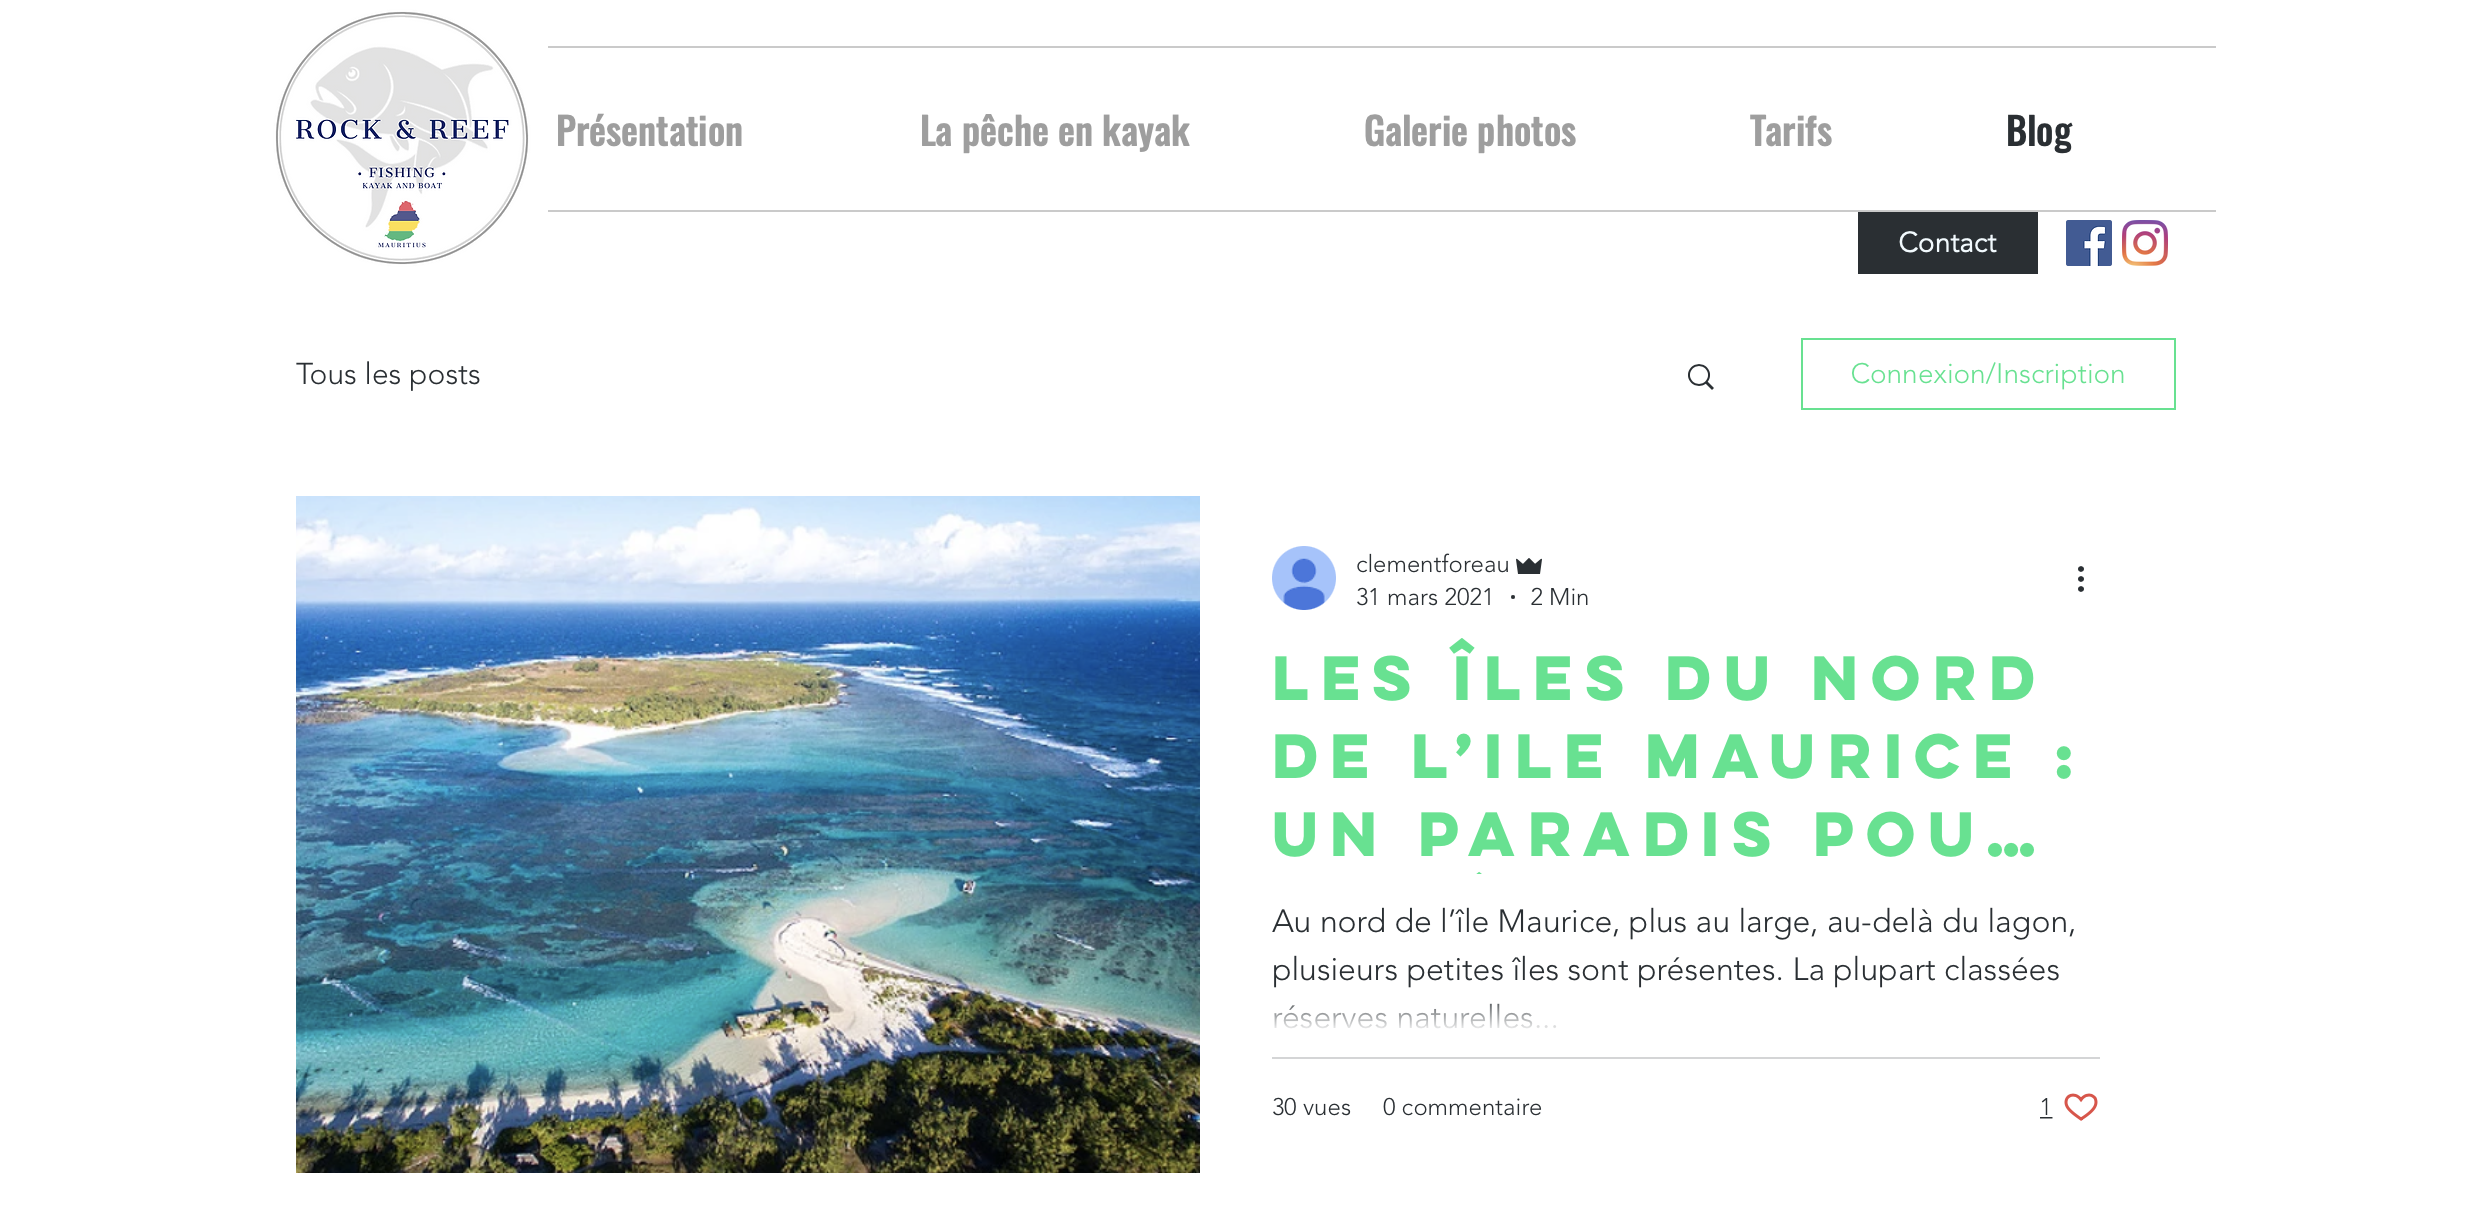 ROCK & REEF
• FISHING •
KAYAK AND BOAT
MAURITIUS
Présentation
La pêche en kayak
Galerie photos
Tarifs
Blog
Contact
Tous les posts
Connexion/Inscription
clementforeau
31 mars 2021 • 2 Min
LES ÎLES DU NORD
DE L’ILE MAURICE :
UN PARADIS POU…
Au nord de l’île Maurice, plus au large, au-delà du lagon,
plusieurs petites îles sont présentes. La plupart classées
réserves naturelles...
30 vues
0 commentaire
1